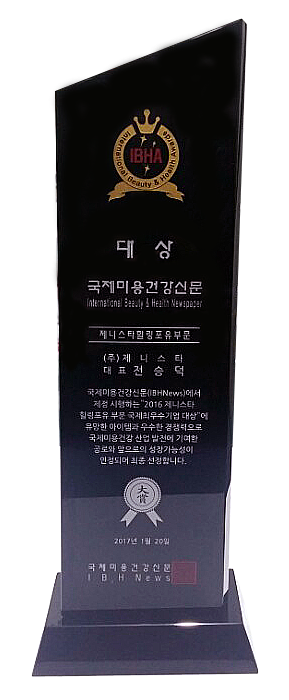 IBHA
International Beauty & Health Awards
대 상
국제미용건강신문
International Beauty & Health Newspaper
제니스타힐링포유부문
(주)제 니 스 타
대표 전 승 덕
국제미용건강신문(IBHNews)에서
제정 시행하는 "2016 제니스타
힐링포유 부문 국제최우수기업 대상"에
유망한 아이템과 우수한 경쟁력으로
국제미용건강 산업 발전에 기여한
공로와 앞으로의 성장가능성이
인정되어 최종 선정합니다.
大賞
2017년 1월 20일
국제미용건강신문
I B, H N e w s